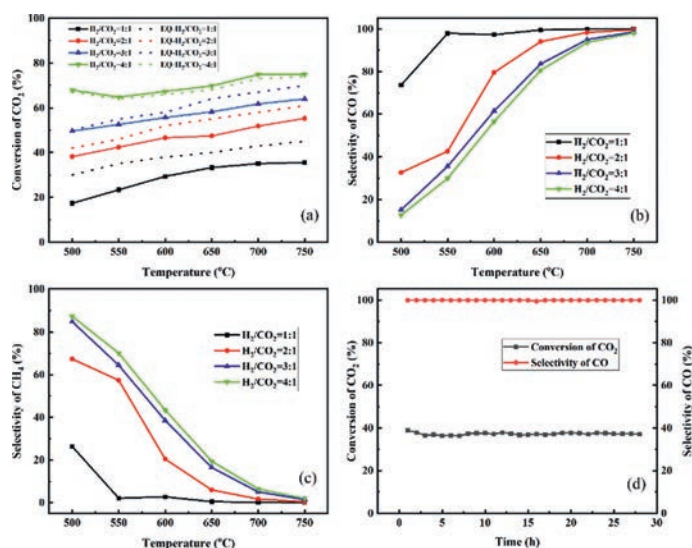 100
80
60
40
20
0
Conversion of CO₂ (%)
H₂/CO₂=1:1
H₂/CO₂=2:1
H₂/CO₂=3:1
H₂/CO₂=4:1
EQ-H₂/CO₂=1:1
EQ-H₂/CO₂=2:1
EQ-H₂/CO₂=3:1
EQ-H₂/CO₂=4:1
(a)
500 550 600 650 700 750
Temperature (°C)
100
80
60
40
20
0
Selectivity of CO (%)
H₂/CO₂=1:1
H₂/CO₂=2:1
H₂/CO₂=3:1
H₂/CO₂=4:1
(b)
500 550 600 650 700 750
Temperature (°C)
100
80
60
40
20
0
Selectivity of CH₄ (%)
H₂/CO₂=1:1
H₂/CO₂=2:1
H₂/CO₂=3:1
H₂/CO₂=4:1
(c)
500 550 600 650 700 750
Temperature (°C)
100
80
60
40
20
0
Conversion of CO₂ (%)
Conversion of CO₂
Selectivity of CO
(d)
100
80
60
40
20
0
Selectivity of CO (%)
0 5 10 15 20 25 30
Time (h)